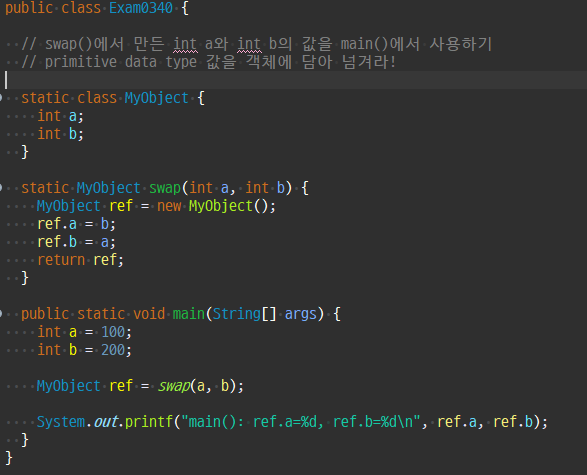 public class Exam0340 {
// swap()에서 만든 int a와 int b의 값을 main()에서 사용하기
// primitive data type 값을 객체에 담아 넘겨라!
static class MyObject {
int a;
int b;
}
static MyObject swap(int a, int b) {
MyObject ref = new MyObject();
ref.a = b;
ref.b = a;
return ref;
}
public static void main(String[] args) {
int a = 100;
int b = 200;
MyObject ref = swap(a, b);
System.out.printf("main(): ref.a=%d, ref.b=%d\n", ref.a, ref.b);
}
}